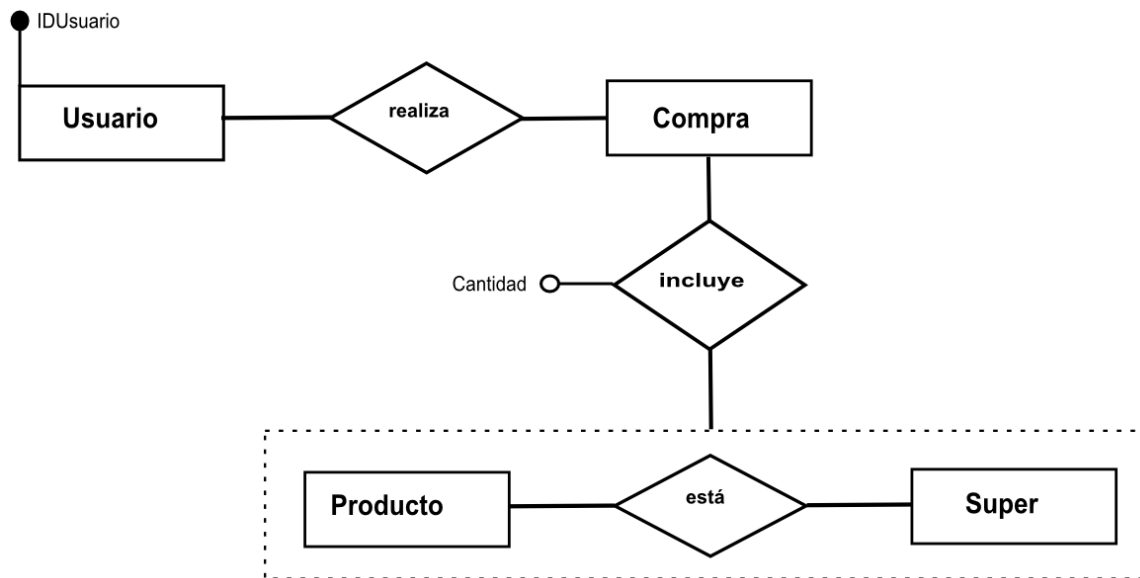 IDUsuario
Usuario
realiza
Compra
Cantidad
incluye
Producto
está
Super